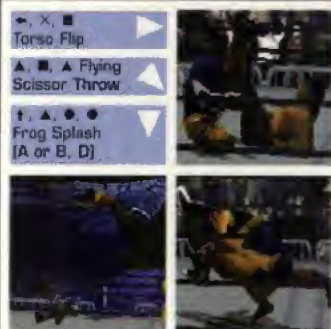 ←, ×, ■
Torso Flip
▲, ■, ▲ Flying
Scissor Throw
↑, ▲, ●, ●
Frog Splash
[A or B, D]